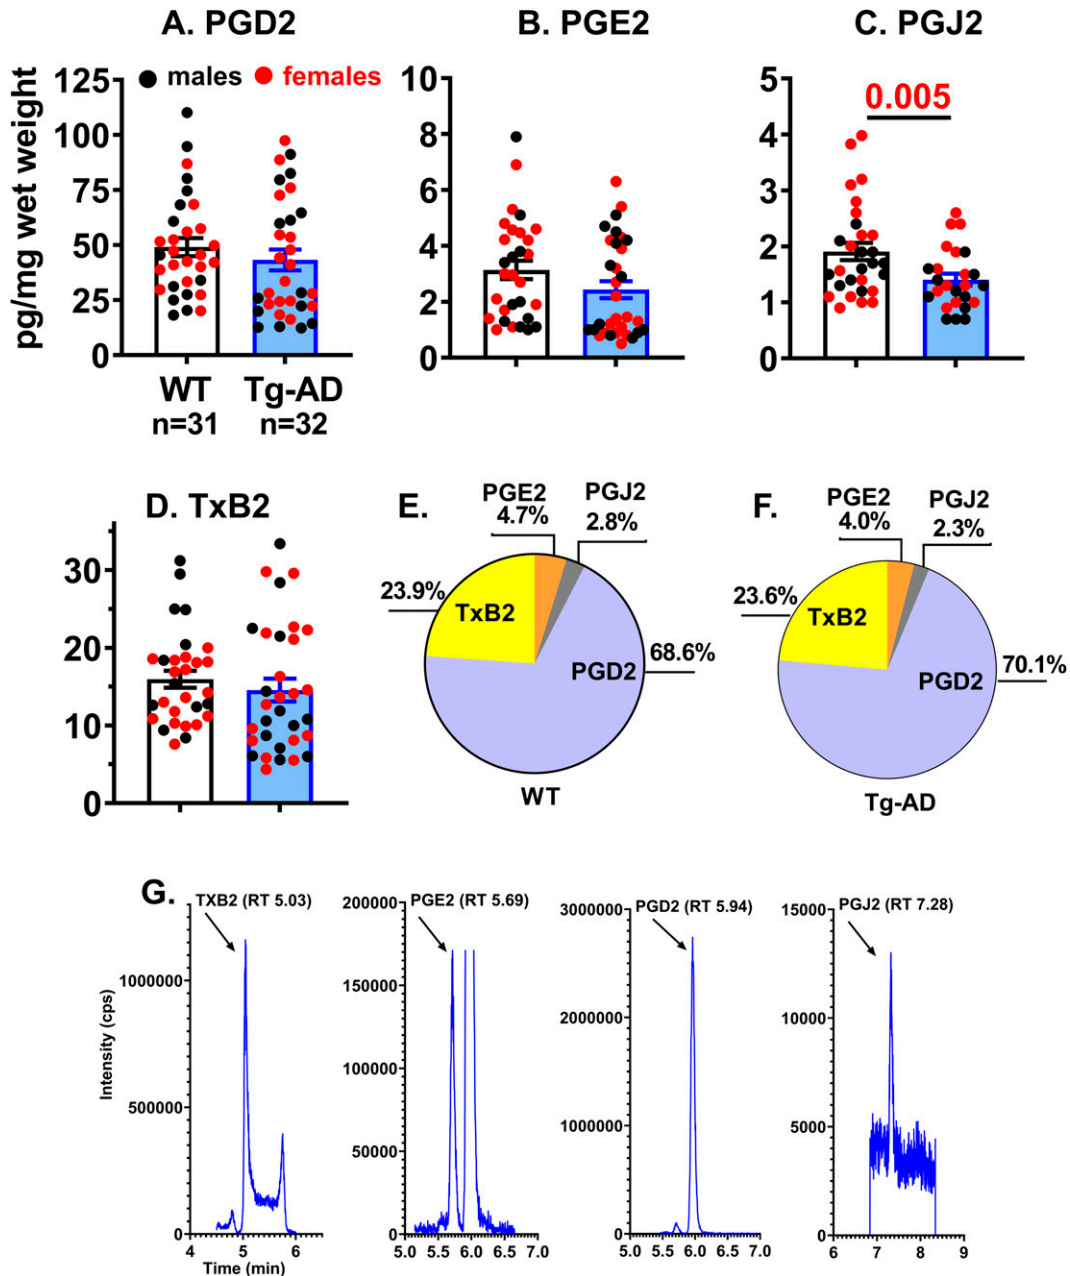 A. PGD2
B. PGE2
C. PGJ2
pg/mg wet weight
125
100
75
50
25
0
males
females
WT
n=31
Tg-AD
n=32
10
8
6
4
2
0
5
4
3
2
1
0
0.005
D. TxB2
30
20
10
0
E.
PGE2
4.7%
PGJ2
2.8%
23.9%
TxB2
68.6%
PGD2
WT
F.
PGE2
4.0%
PGJ2
2.3%
23.6%
TxB2
70.1%
PGD2
Tg-AD
G.
TXB2 (RT 5.03)
Intensity (cps)
1000000
500000
0
4
5
6
Time (min)
PGE2 (RT 5.69)
200000
150000
100000
50000
0
5.0
5.5
6.0
6.5
7.0
PGD2 (RT 5.94)
3000000
2000000
1000000
0
5.0
5.5
6.0
6.5
7.0
PGJ2 (RT 7.28)
15000
10000
5000
0
6
7
8
9